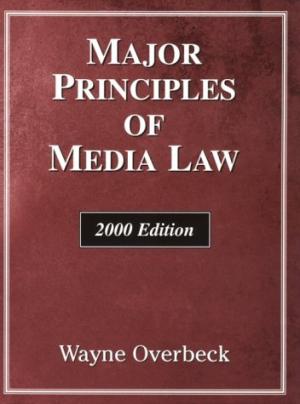 MAJOR
PRINCIPLES
OF
MEDIA LAW
2000 Edition
Wayne Overbeck